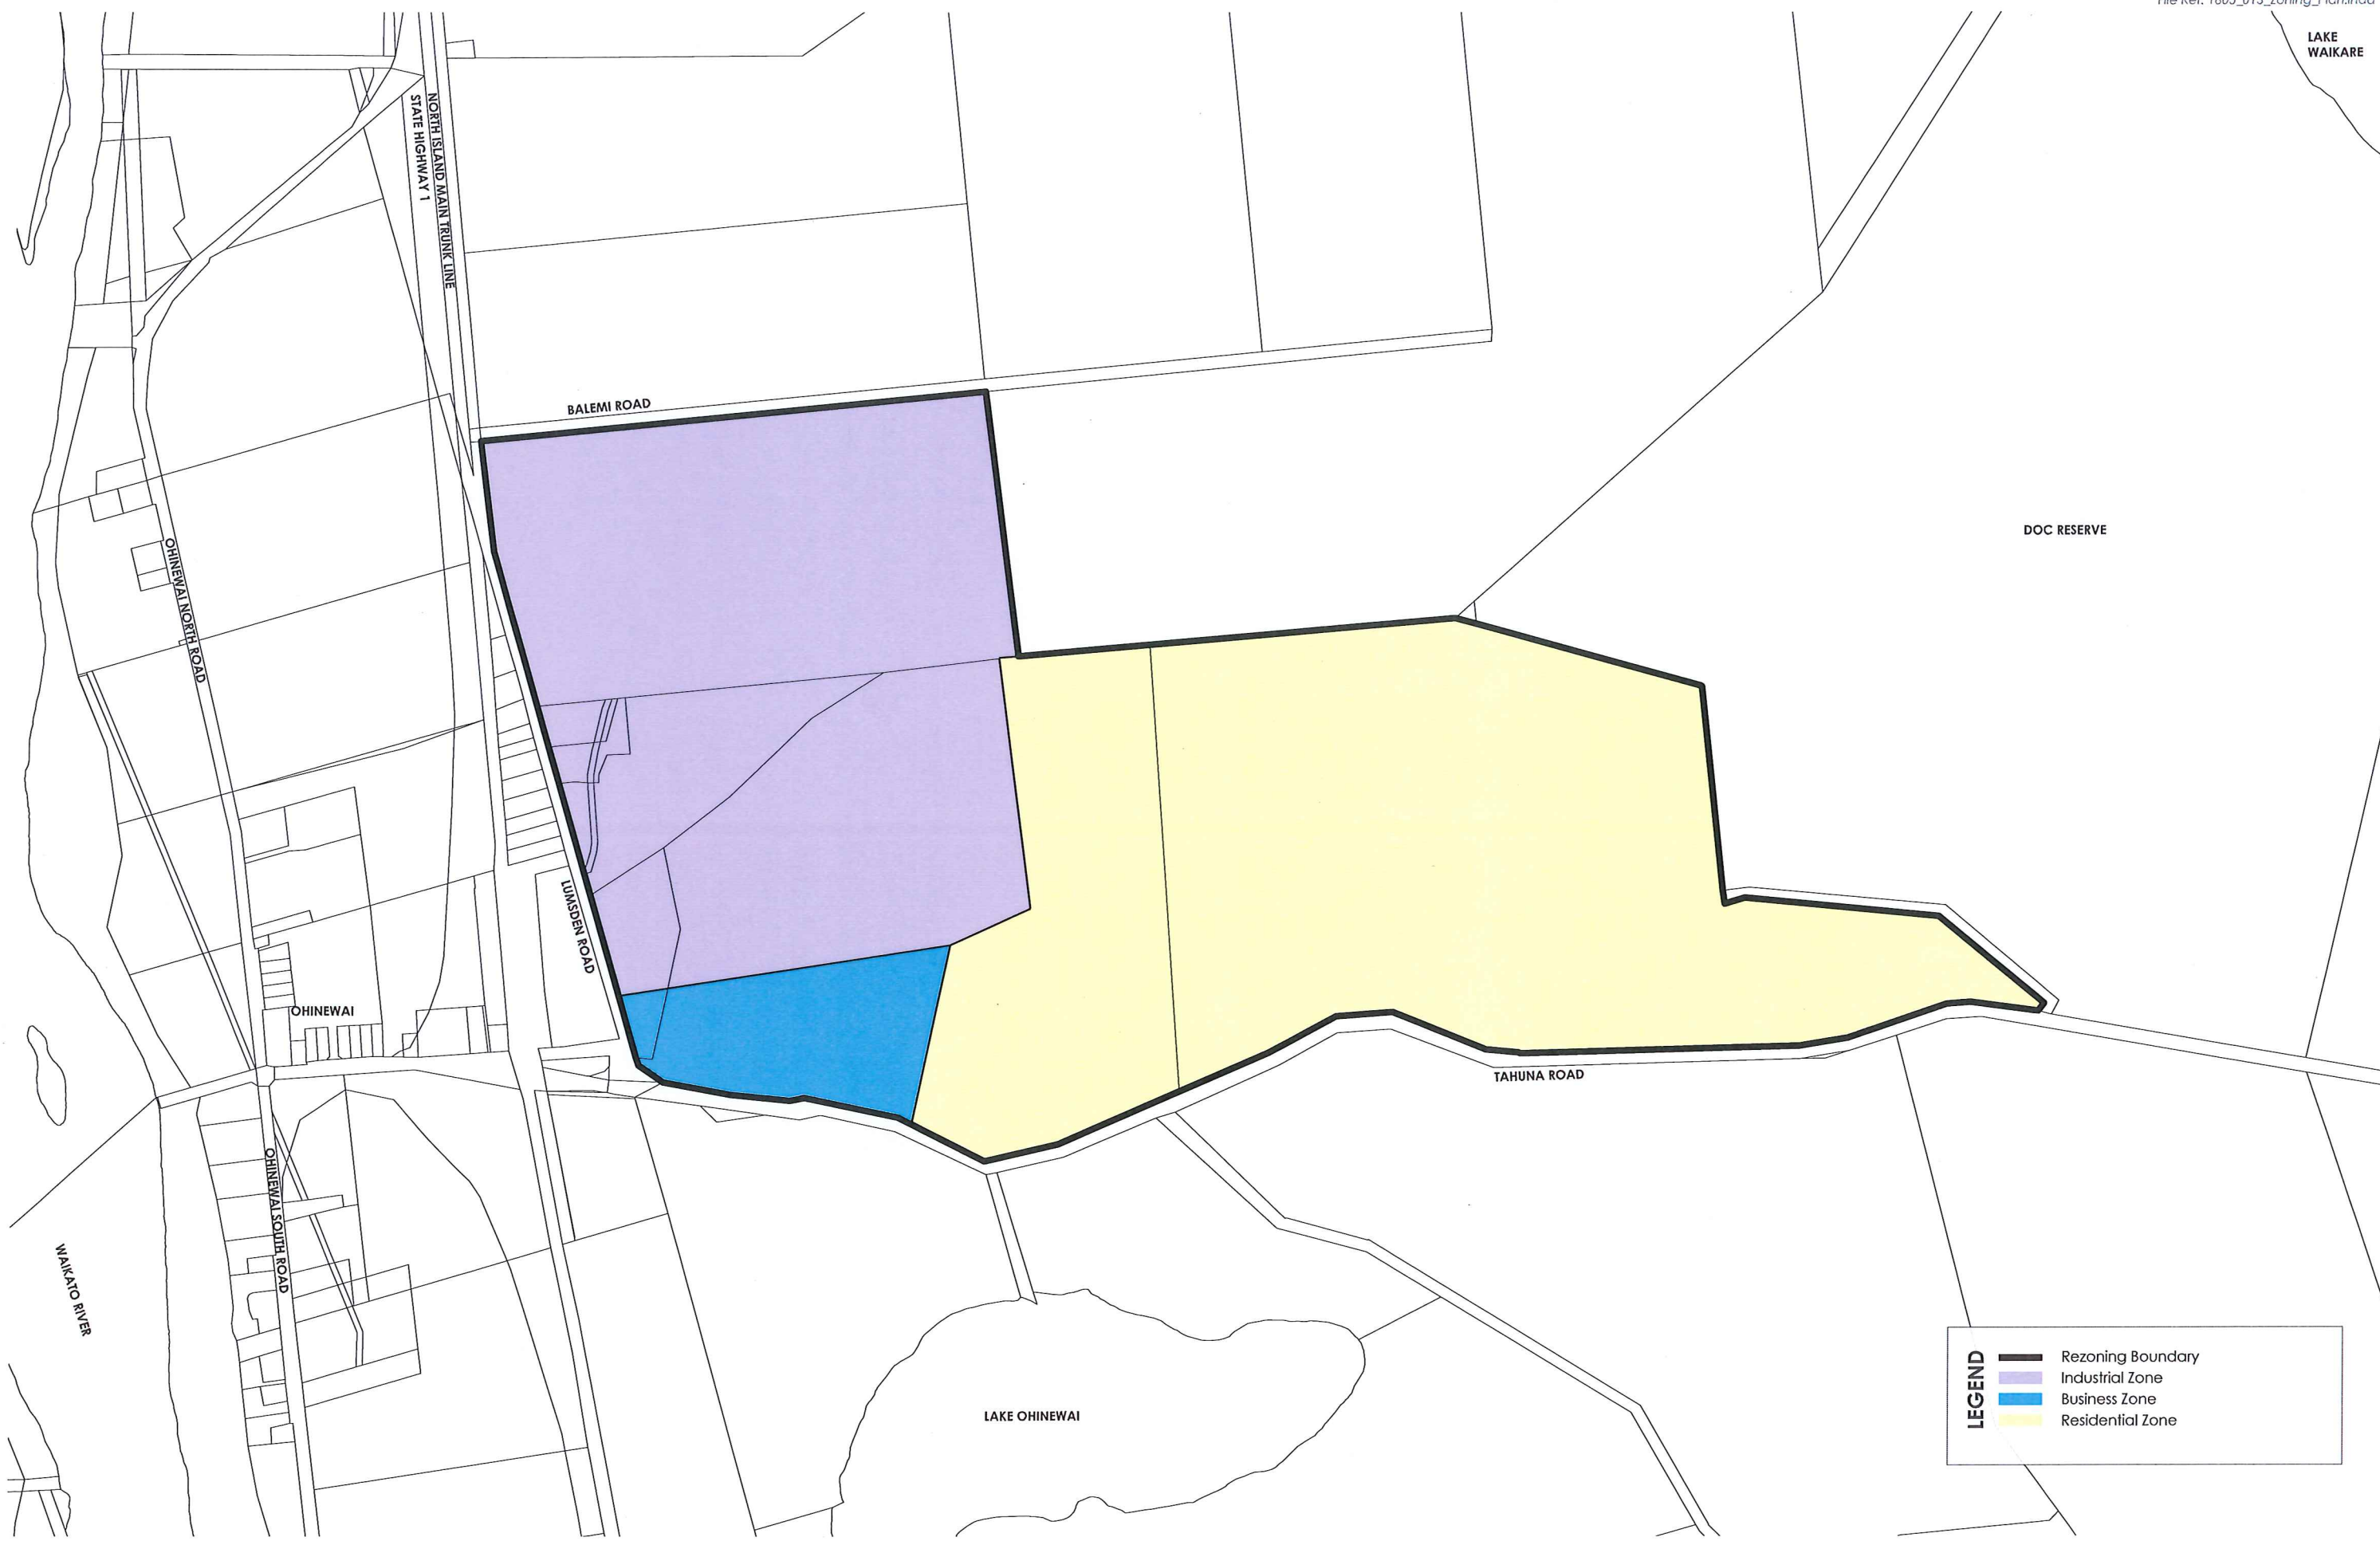 LAKE
WAIKARE
NORTH ISLAND MAIN TRUNK LINE
STATE HIGHWAY 1
BALEMI ROAD
DOC RESERVE
OHINEWAI NORTH ROAD
LUMSDEN ROAD
OHINEWAI
TAHUNA ROAD
OHINEWAI SOUTH ROAD
WAIKATO RIVER
LAKE OHINEWAI
LEGEND
Rezoning Boundary
Industrial Zone
Business Zone
Residential Zone